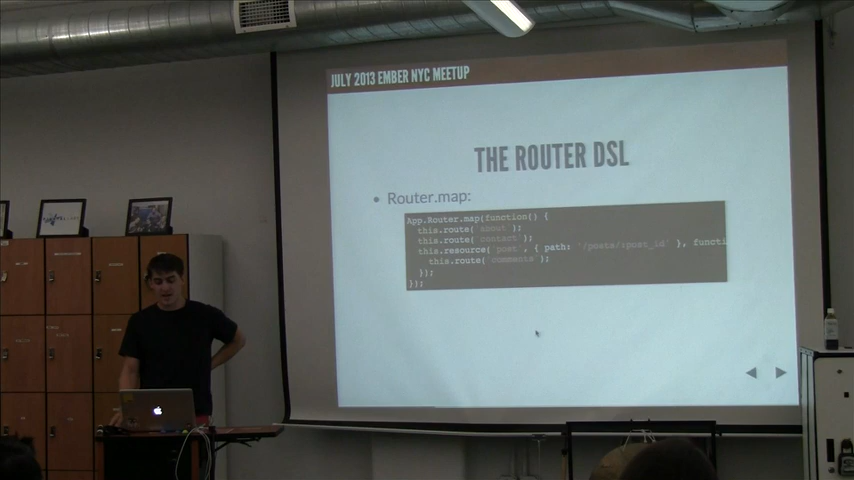 JULY 2013 EMBER NYC MEETUP
THE ROUTER DSL
• Router.map:
App.Router.map(function() {
this.route('about');
this.route('contact');
this.resource('post', { path: '/posts/:post_id' }, functi
this.route('comments');
});
});